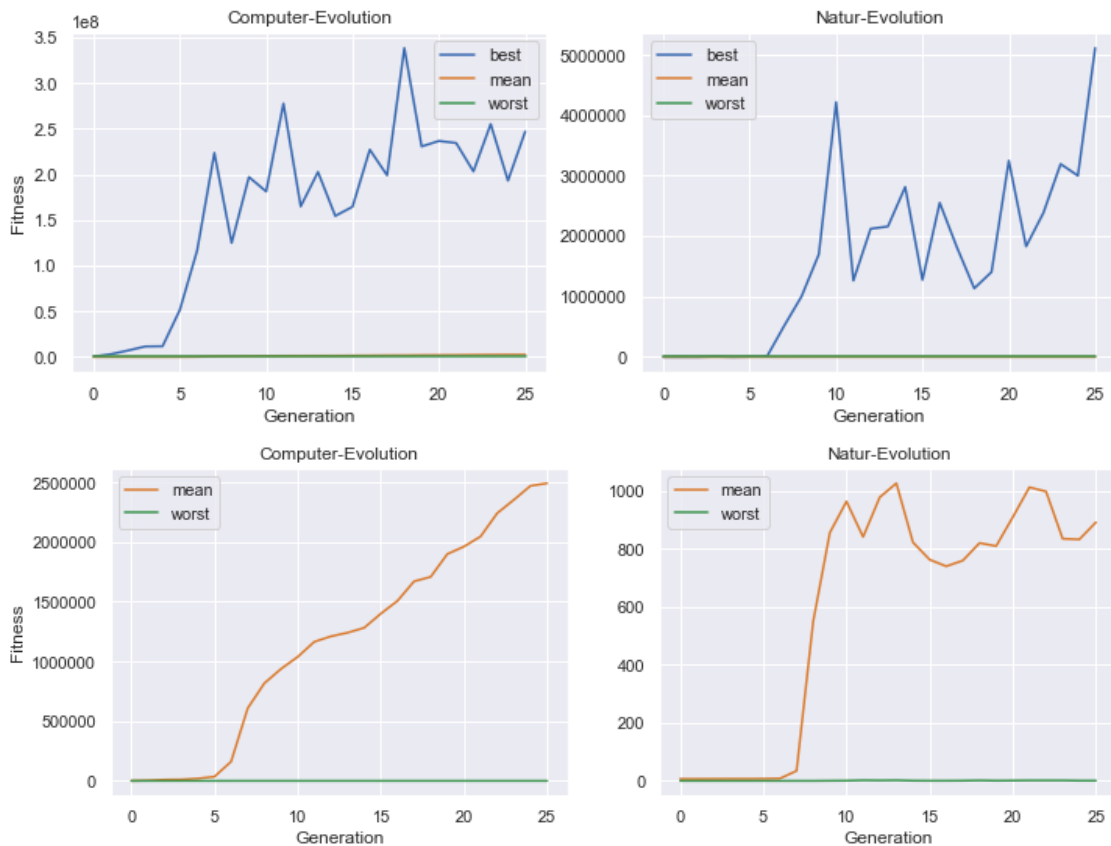 Computer-Evolution
Natur-Evolution
1e8
3.5
3.0
2.5
2.0
1.5
1.0
0.5
0.0
Fitness
best
mean
worst
0 5 10 15 20 25
Generation
5000000
4000000
3000000
2000000
1000000
0
best
mean
worst
0 5 10 15 20 25
Generation
Computer-Evolution
Natur-Evolution
2500000
2000000
1500000
1000000
500000
0
Fitness
mean
worst
0 5 10 15 20 25
Generation
1000
800
600
400
200
0
mean
worst
0 5 10 15 20 25
Generation